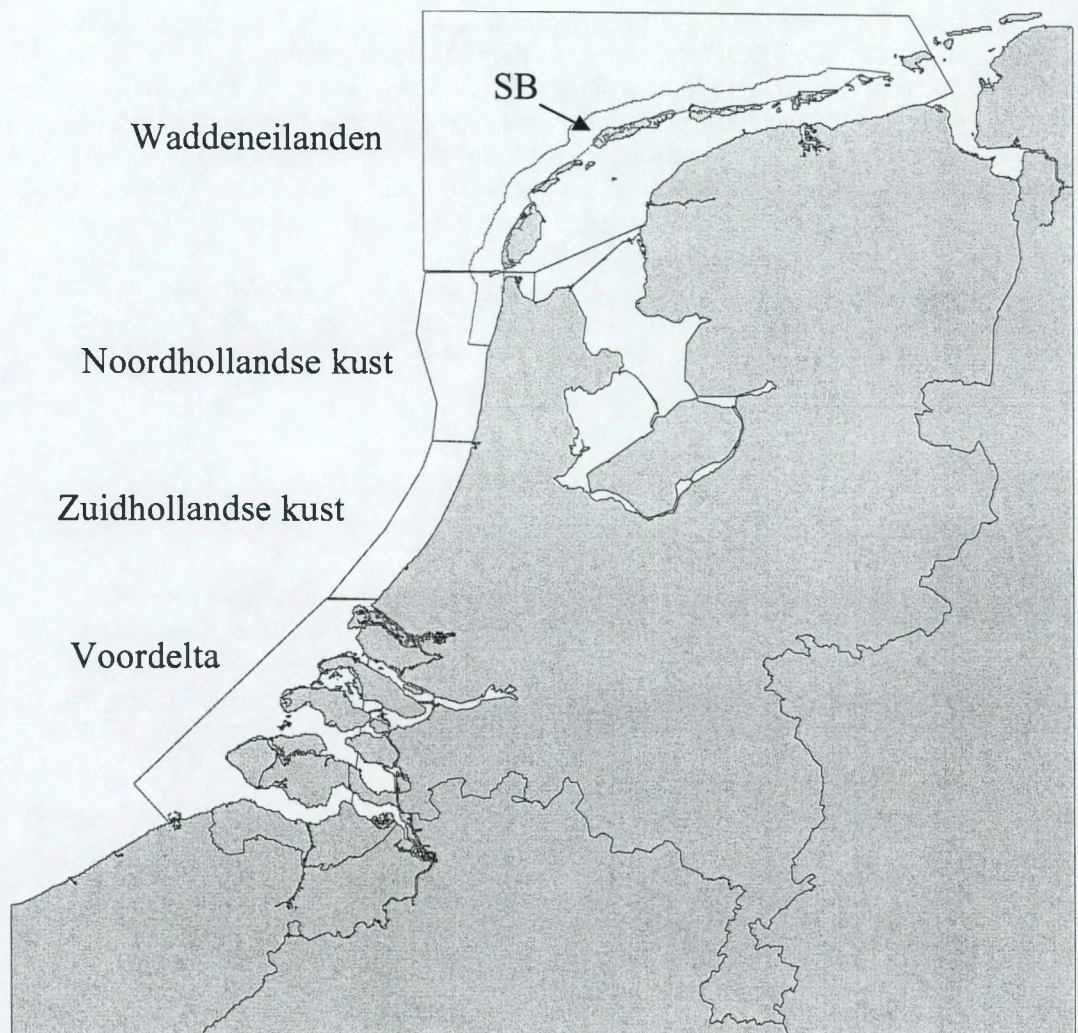 SB
Waddeneilanden
Noordhollandse kust
Zuidhollandse kust
Voordelta